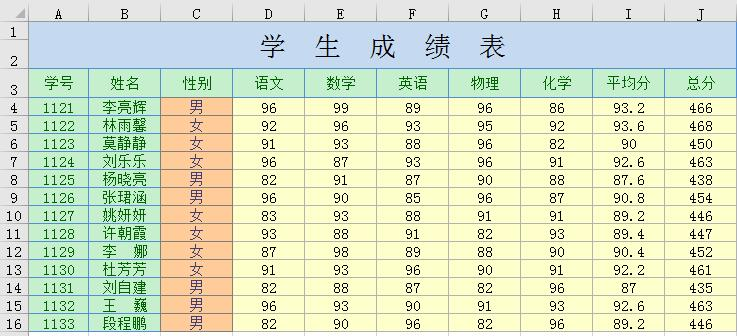 A B C D E F G H I J
1 学 生 成 绩 表
2
3 学号 姓名 性别 语文 数学 英语 物理 化学 平均分 总分
4 1121 李亮辉 男 96 99 89 96 86 93.2 466
5 1122 林雨馨 女 92 96 93 95 92 93.6 468
6 1123 莫静静 女 91 93 88 96 82 90 450
7 1124 刘乐乐 女 96 87 93 96 91 92.6 463
8 1125 杨晓亮 男 82 91 87 90 88 87.6 438
9 1126 张珺涵 男 96 90 85 96 87 90.8 454
10 1127 姚妍妍 女 83 93 88 91 91 89.2 446
11 1128 许朝霞 女 93 88 91 82 93 89.4 447
12 1129 李 娜 女 87 98 89 88 90 90.4 452
13 1130 杜芳芳 女 91 93 96 90 91 92.2 461
14 1131 刘自建 男 82 88 87 82 96 87 435
15 1132 王 巍 男 96 93 90 91 93 92.6 463
16 1133 段程鹏 男 82 90 96 82 96 89.2 446